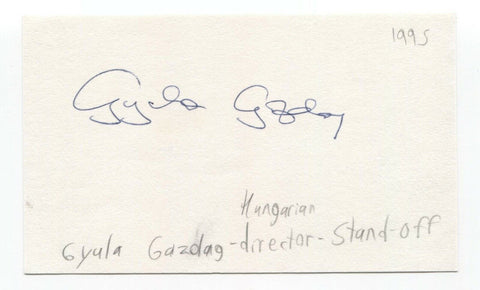 1995
Gyula Gazdag
Hungarian
Gyula Gazdag-director-Stand-off